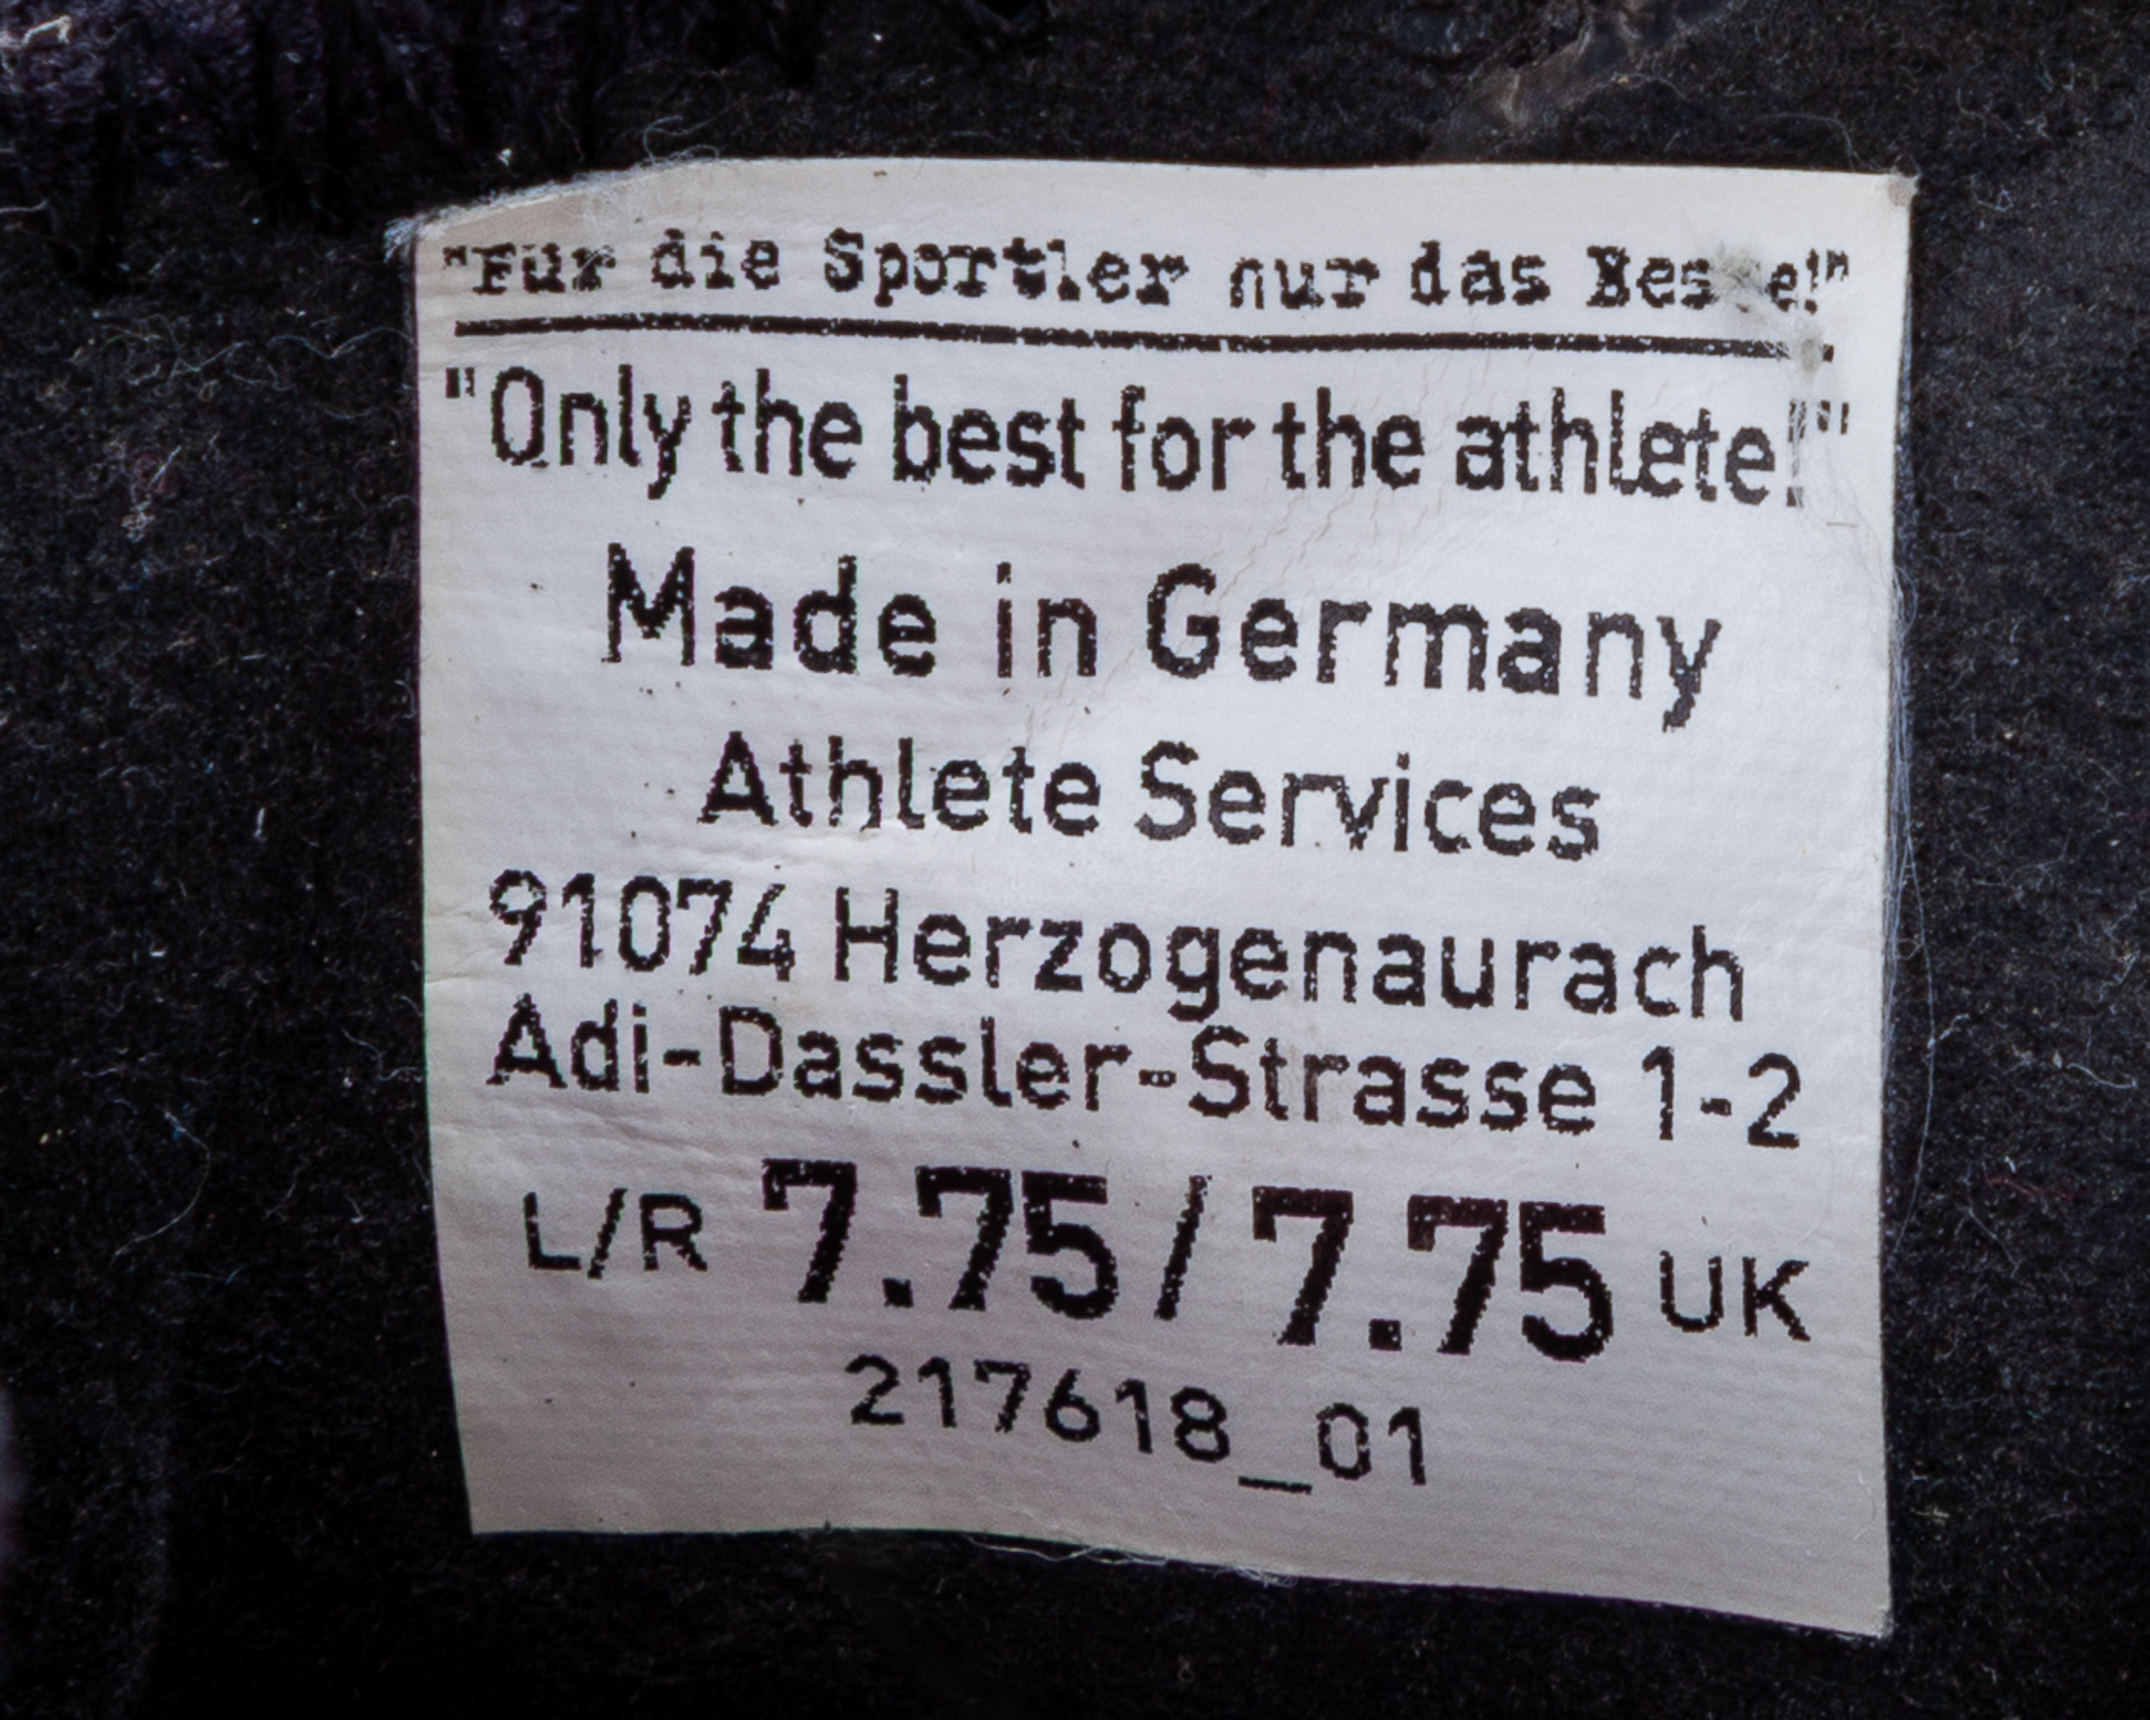 "Für die Sportler nur das Beste!"
"Only the best for the athlete!"
Made in Germany
Athlete Services
91074 Herzogenaurach
Adi-Dassler-Strasse 1-2
L/R 7.75/7.75 UK
217618_01